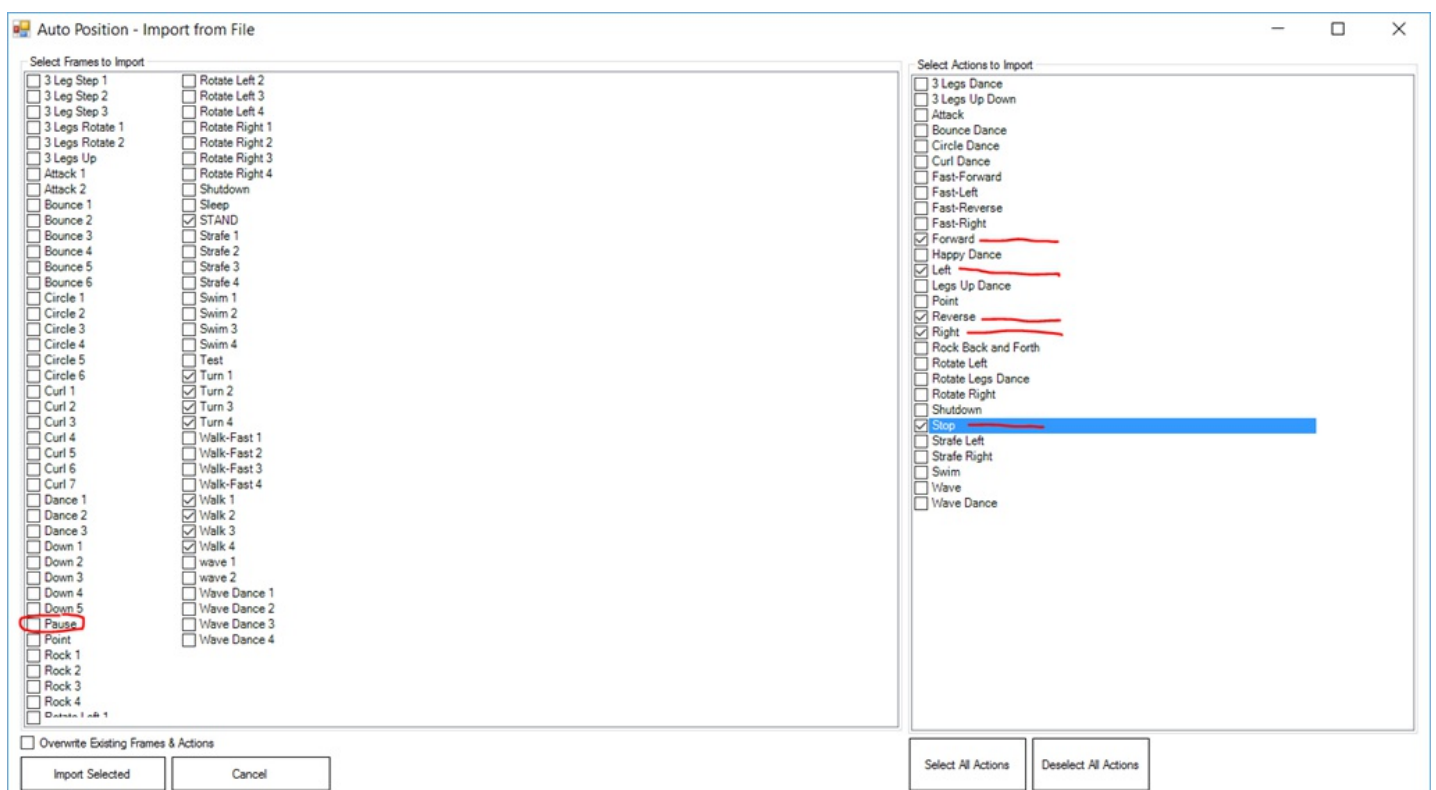 Auto Position - Import from File
Select Frames to Import
3 Leg Step 1
3 Leg Step 2
3 Leg Step 3
3 Legs Rotate 1
3 Legs Rotate 2
3 Legs Up
Attack 1
Attack 2
Bounce 1
Bounce 2
Bounce 3
Bounce 4
Bounce 5
Bounce 6
Circle 1
Circle 2
Circle 3
Circle 4
Circle 5
Circle 6
Curl 1
Curl 2
Curl 3
Curl 4
Curl 5
Curl 6
Curl 7
Dance 1
Dance 2
Dance 3
Down 1
Down 2
Down 3
Down 4
Down 5
Pause
Point
Rock 1
Rock 2
Rock 3
Rock 4
Rotate Left 1
Rotate Left 2
Rotate Left 3
Rotate Left 4
Rotate Right 1
Rotate Right 2
Rotate Right 3
Rotate Right 4
Shutdown
Sleep
STAND
Strafe 1
Strafe 2
Strafe 3
Strafe 4
Swim 1
Swim 2
Swim 3
Swim 4
Test
Turn 1
Turn 2
Turn 3
Turn 4
Walk-Fast 1
Walk-Fast 2
Walk-Fast 3
Walk-Fast 4
Walk 1
Walk 2
Walk 3
Walk 4
wave 1
wave 2
Wave Dance 1
Wave Dance 2
Wave Dance 3
Wave Dance 4
Select Actions to Import
3 Legs Dance
3 Legs Up Down
Attack
Bounce Dance
Circle Dance
Curl Dance
Fast-Forward
Fast-Left
Fast-Reverse
Fast-Right
Forward
Happy Dance
Left
Legs Up Dance
Point
Reverse
Right
Rock Back and Forth
Rotate Left
Rotate Legs Dance
Rotate Right
Shutdown
Stop
Strafe Left
Strafe Right
Swim
Wave
Wave Dance
Overwrite Existing Frames & Actions
Import Selected
Cancel
Select All Actions
Deselect All Actions